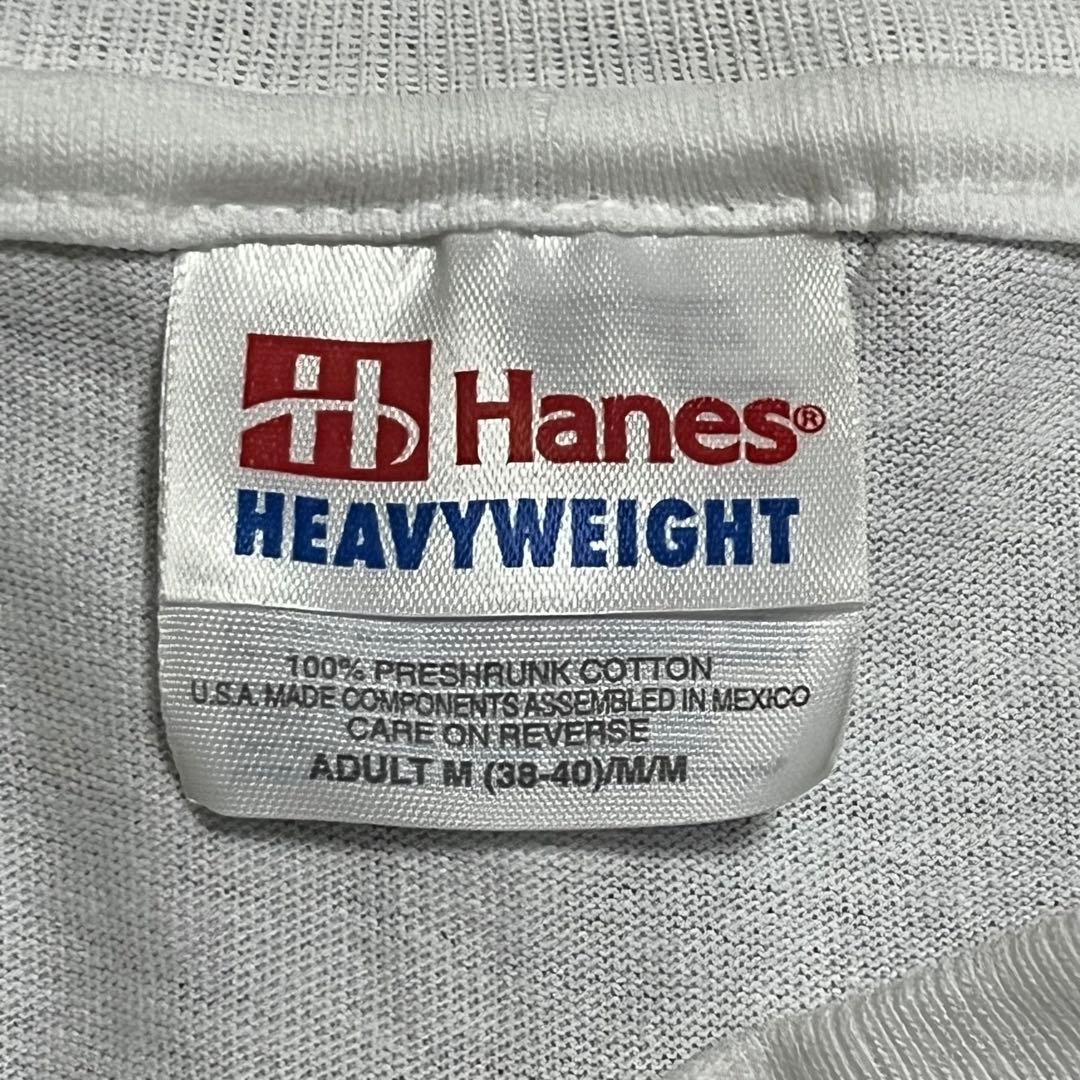 H Hanes®
HEAVYWEIGHT
100% PRESHRUNK COTTON
U.S.A. MADE COMPONENTS ASSEMBLED IN MEXICO
CARE ON REVERSE
ADULT M (38-40)/M/M